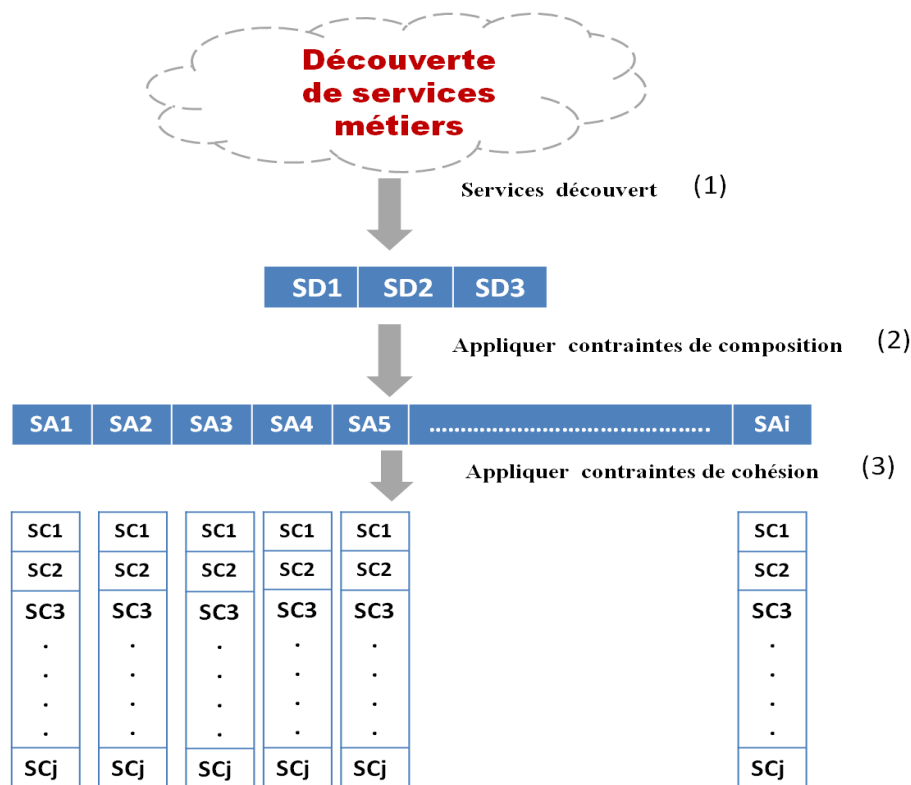 Découverte
de services
métiers
Services découvert (1)
SD1 SD2 SD3
Appliquer contraintes de composition (2)
SA1 SA2 SA3 SA4 SA5 ............................................ SAi
Appliquer contraintes de cohésion (3)
SC1 SC1 SC1 SC1 SC1 SC1
SC2 SC2 SC2 SC2 SC2 SC2
SC3 SC3 SC3 SC3 SC3 SC3
. . . . . .
. . . . . .
. . . . . .
. . . . . .
SCj SCj SCj SCj SCj SCj